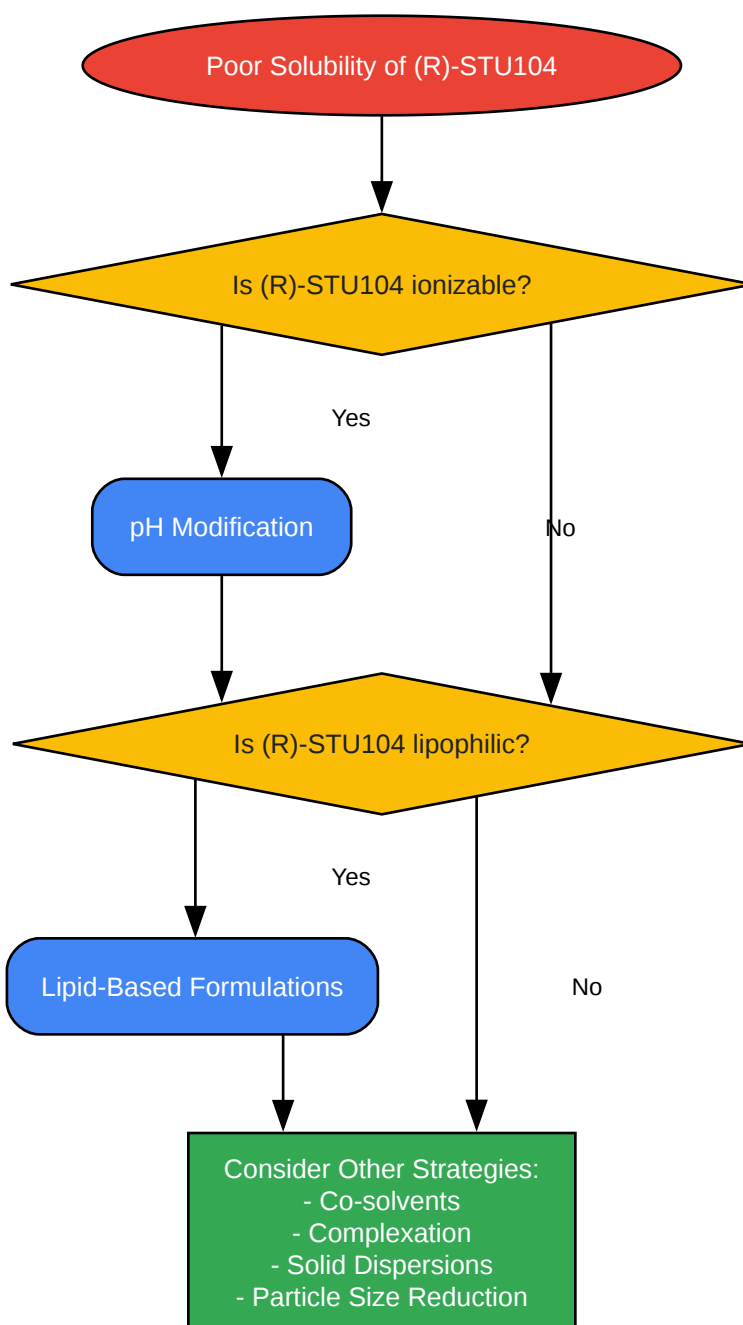 Poor Solubility of (R)-STU104
Is (R)-STU104 ionizable?
Yes
pH Modification
No
Is (R)-STU104 lipophilic?
Yes
Lipid-Based Formulations
No
Consider Other Strategies:
- Co-solvents
- Complexation
- Solid Dispersions
- Particle Size Reduction